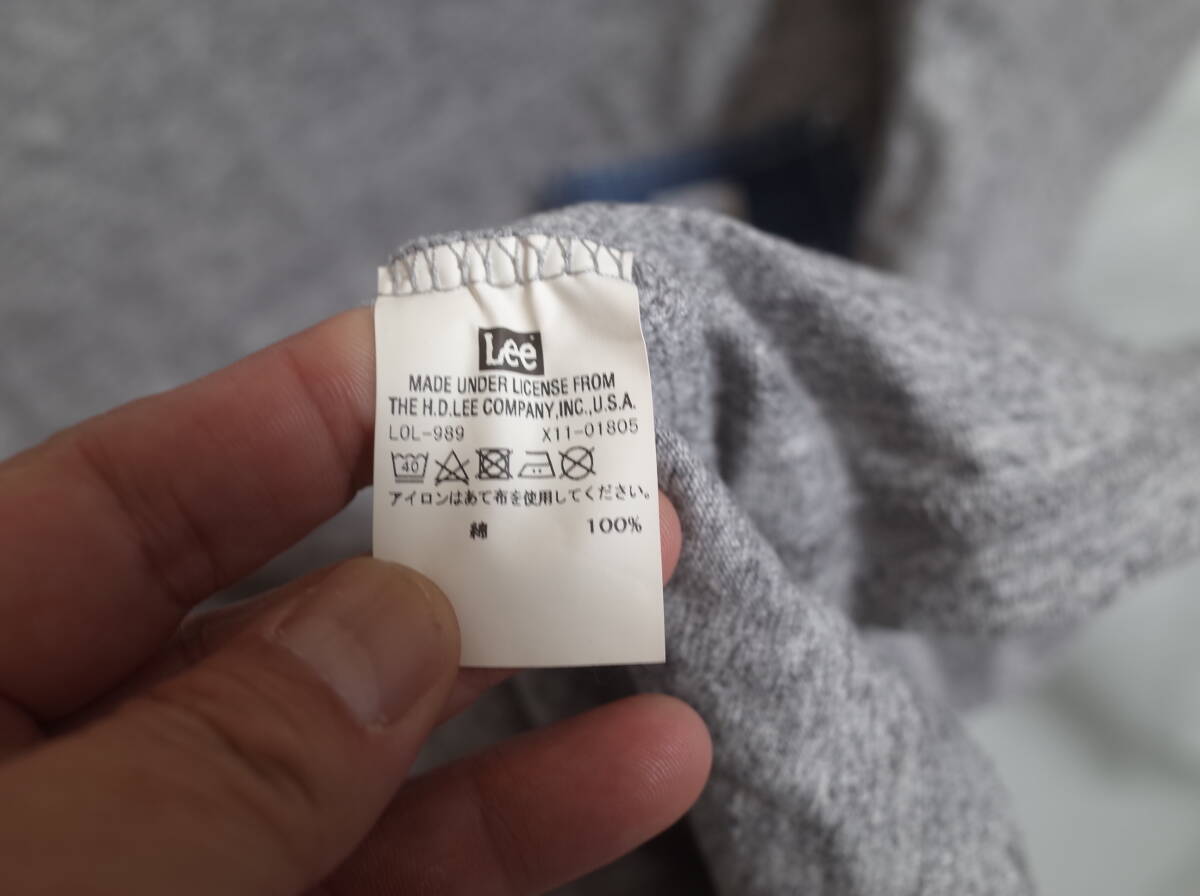 Lee
MADE UNDER LICENSE FROM
THE H.D.LEE COMPANY,INC.,U.S.A.
LOL-989 X11-01805
40
アイロンはあて布を使用してください。
綿 100%